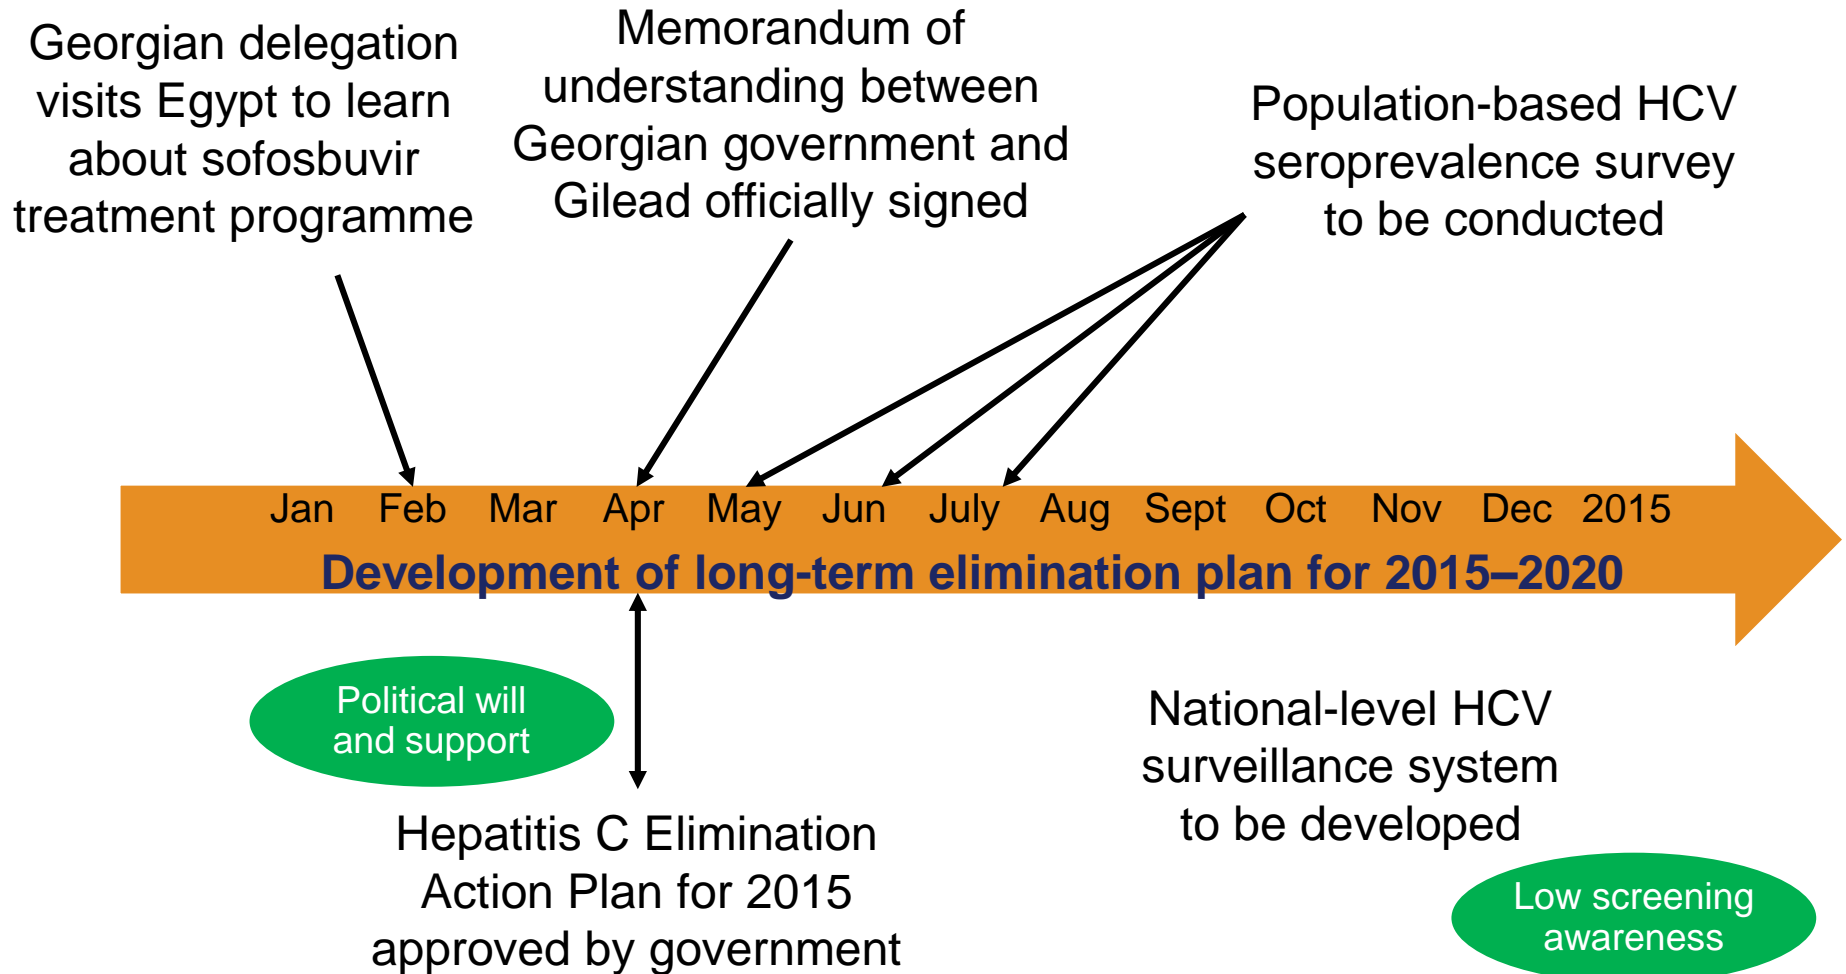 Georgian delegation
visits Egypt to learn
about sofosbuvir
treatment programme
Memorandum of
understanding between
Georgian government and
Gilead officially signed
Population-based HCV
seroprevalence survey
to be conducted
Jan Feb Mar Apr May Jun July Aug Sept Oct Nov Dec 2015
Development of long-term elimination plan for 2015–2020
Political will
and support
Hepatitis C Elimination
Action Plan for 2015
approved by government
National-level HCV
surveillance system
to be developed
Low screening
awareness